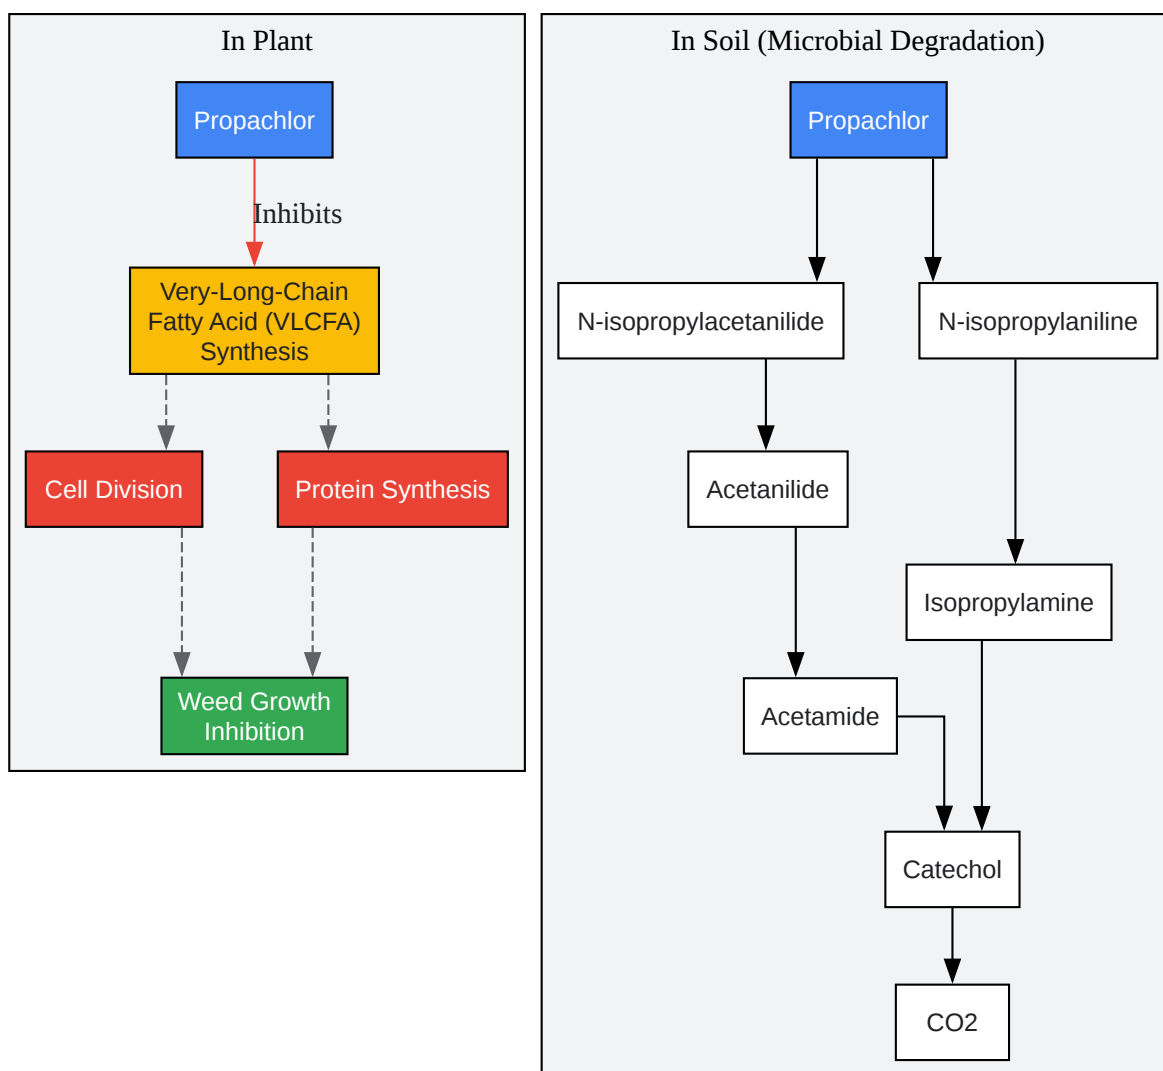 In Plant
Propachlor
Inhibits
Very-Long-Chain
Fatty Acid (VLCFA)
Synthesis
Cell Division
Protein Synthesis
Weed Growth
Inhibition
In Soil (Microbial Degradation)
Propachlor
N-isopropylacetanilide
N-isopropylaniline
Acetanilide
Isopropylamine
Acetamide
Catechol
CO2